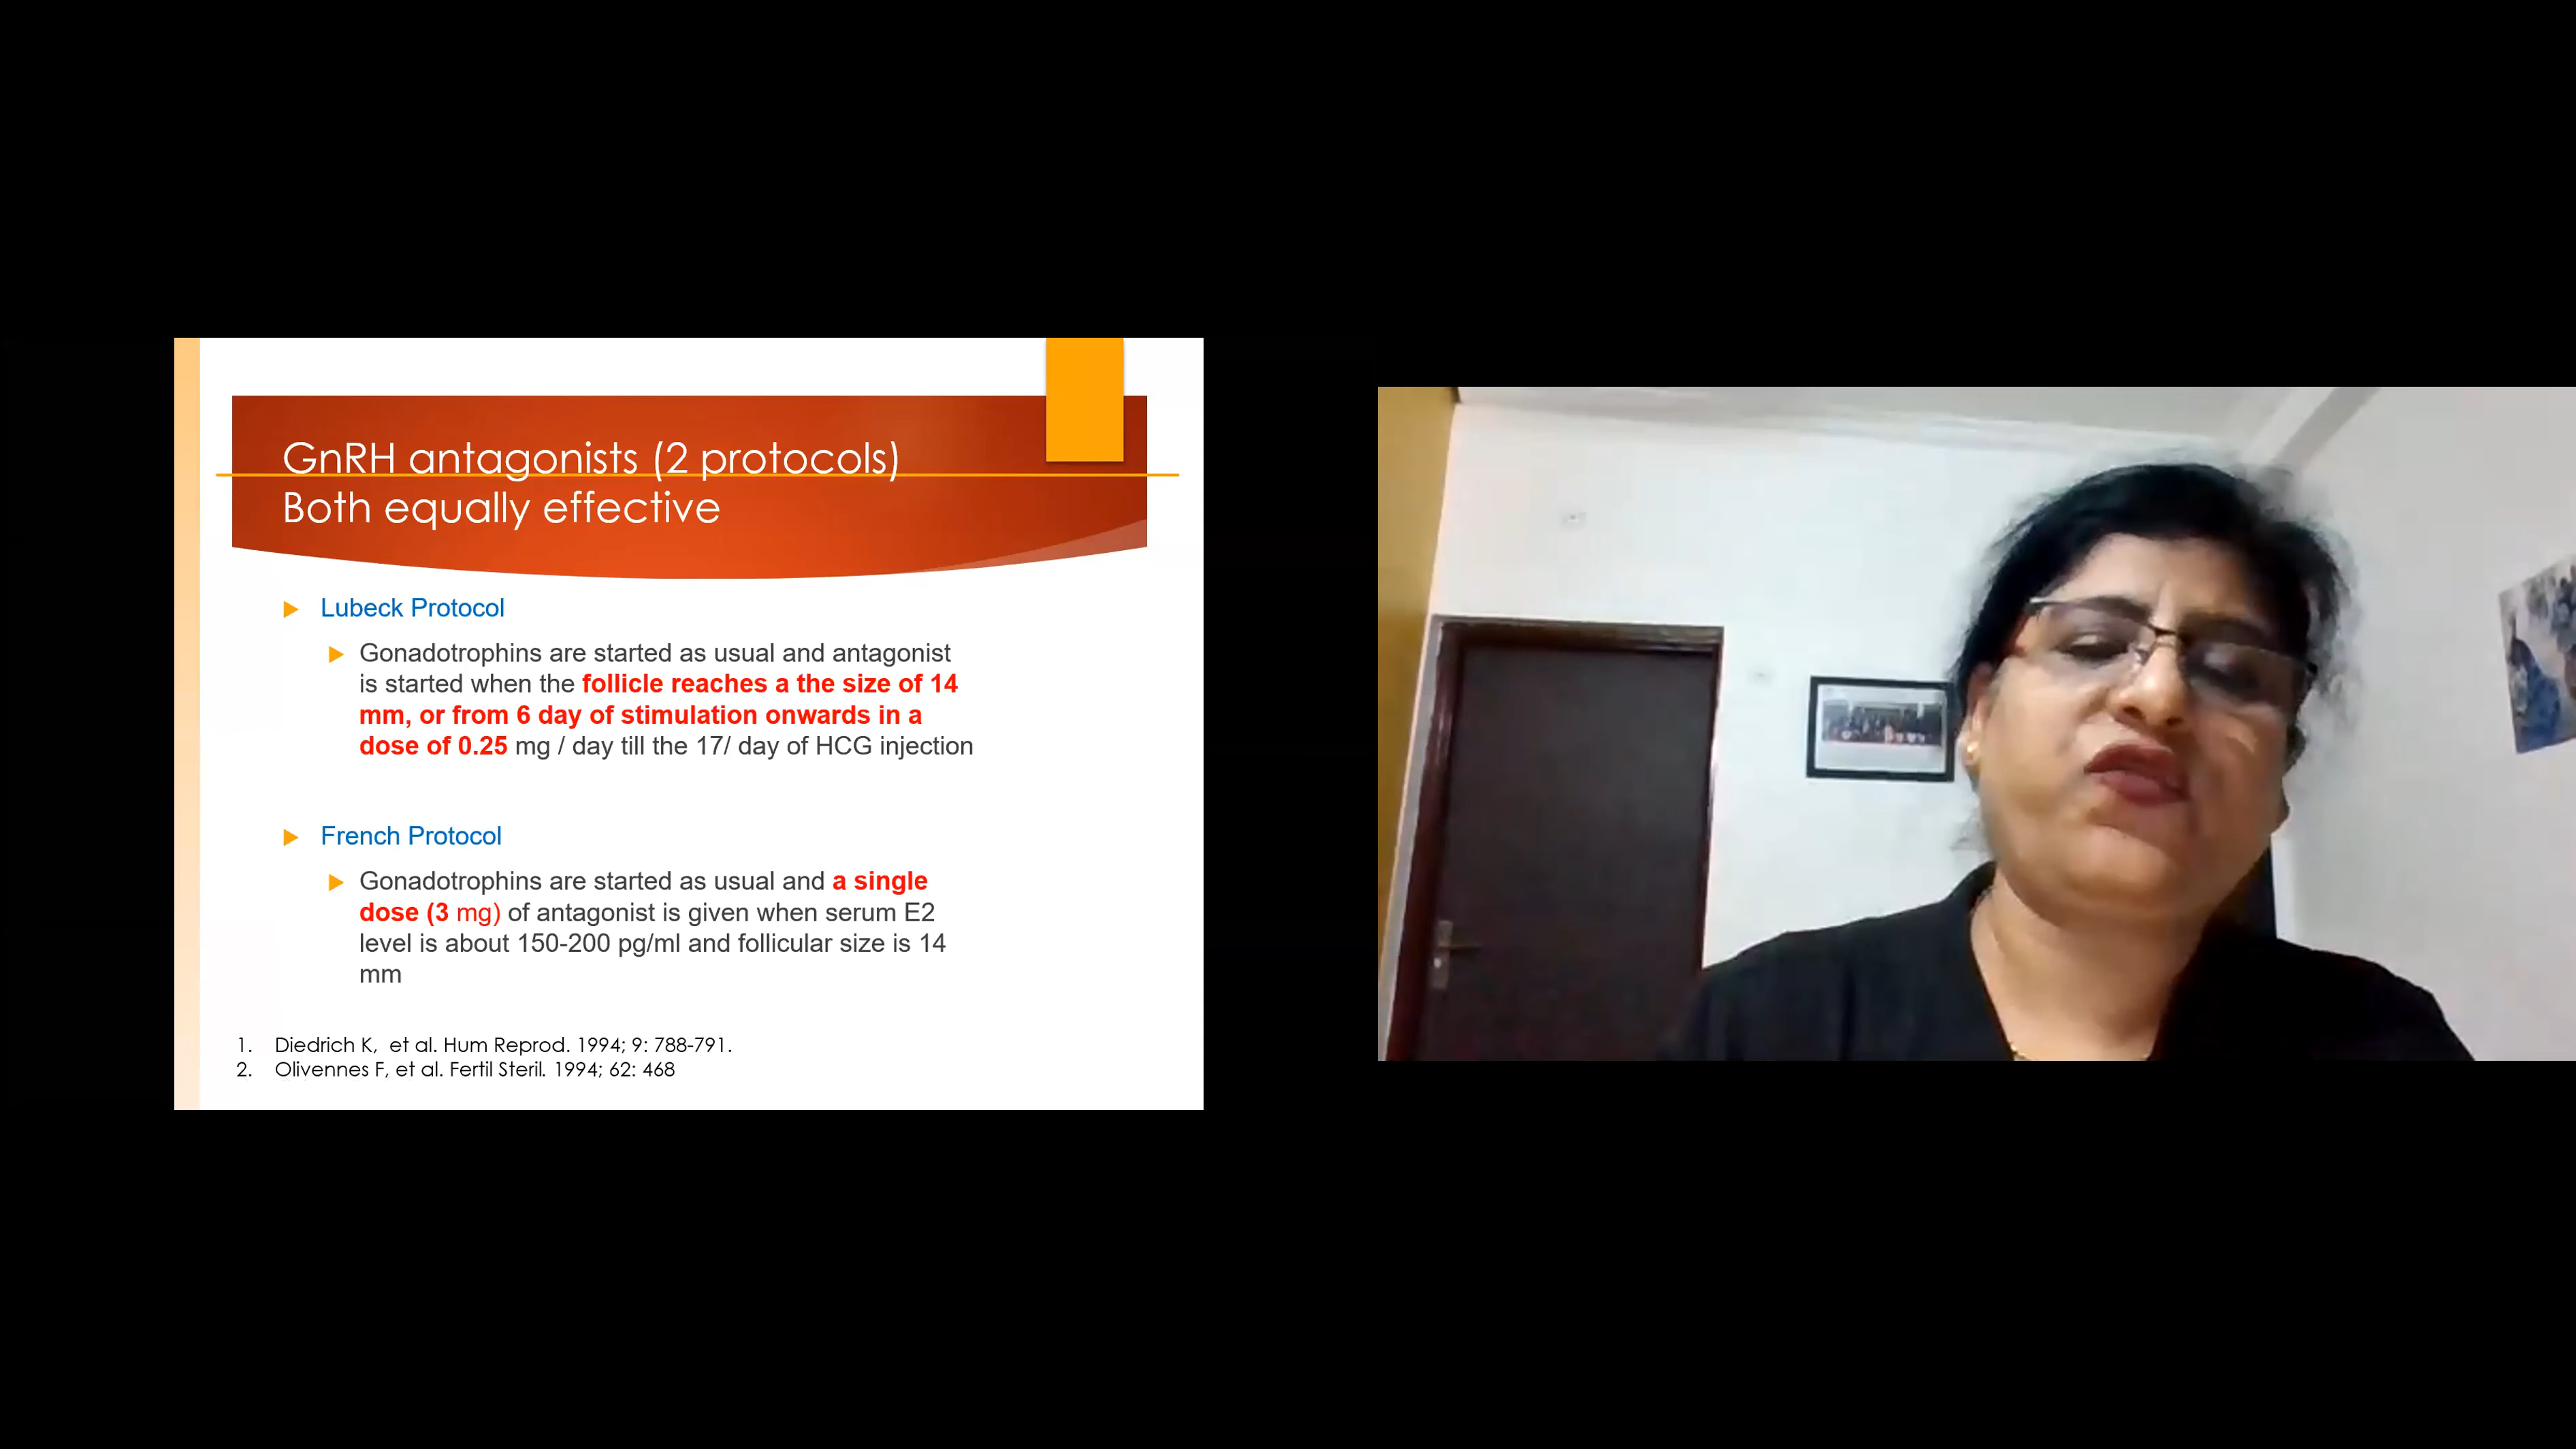 GnRH antagonists (2 protocols)
Both equally effective
Lubeck Protocol
Gonadotrophins are started as usual and antagonist
is started when the follicle reaches a the size of 14
mm, or from 6 day of stimulation onwards in a
dose of 0.25 mg / day till the 17/ day of HCG injection
French Protocol
Gonadotrophins are started as usual and a single
dose (3 mg) of antagonist is given when serum E2
level is about 150-200 pg/ml and follicular size is 14
mm
1. Diedrich K, et al. Hum Reprod. 1994; 9: 788-791.
2. Olivennes F, et al. Fertil Steril. 1994; 62: 468